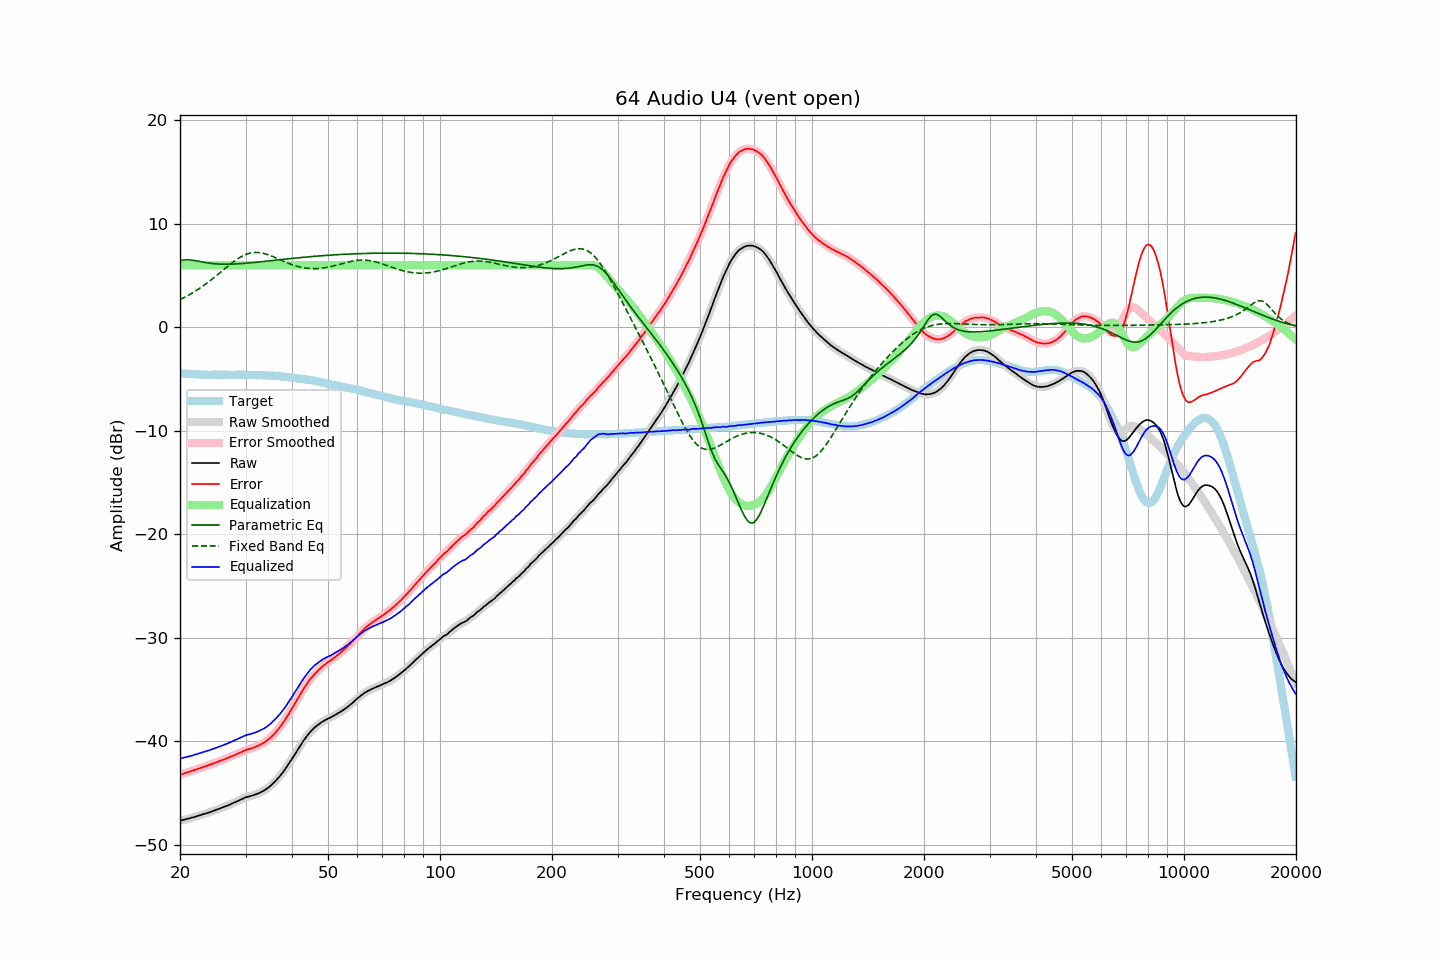 64 Audio U4 (vent open)
20
10
0
−10
−20
−30
−40
−50
Amplitude (dBr)
Target
Raw Smoothed
Error Smoothed
Raw
Error
Equalization
Parametric Eq
Fixed Band Eq
Equalized
20 50 100 200 500 1000 2000 5000 10000 20000
Frequency (Hz)